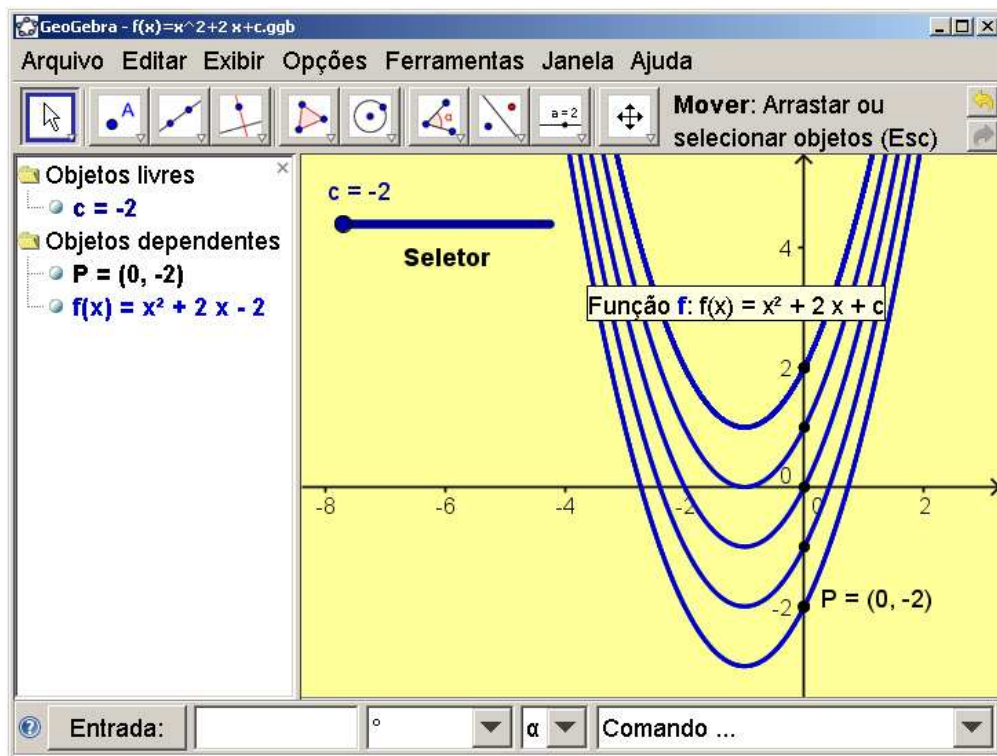 GeoGebra - f(x)=x^2+2 x+c.ggb
Arquivo Editar Exibir Opções Ferramentas Janela Ajuda
A
α
a=2
Mover: Arrastar ou
selecionar objetos (Esc)
Objetos livres
c = -2
Objetos dependentes
P = (0, -2)
f(x) = x² + 2 x - 2
c = -2
Seletor
4
Função f: f(x) = x² + 2 x + c
2
0
-8 -6 -4 -2 0 2
-2
P = (0, -2)
Entrada: ° α Comando ...